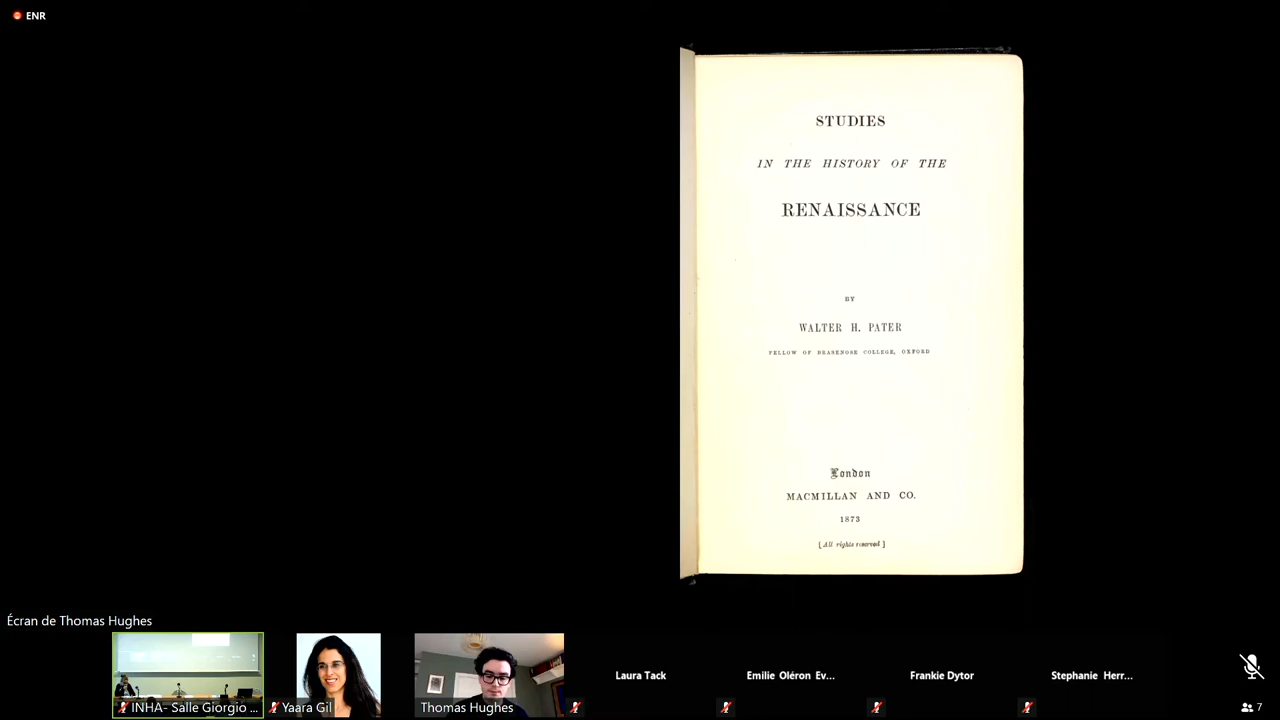 ENR
STUDIES
IN THE HISTORY OF THE
RENAISSANCE
BY
WALTER H. PATER
FELLOW OF BRASENOSE COLLEGE, OXFORD
London
MACMILLAN AND CO.
1873
[All rights reserved]
Écran de Thomas Hughes
INHA- Salle Giorgio ...
Yaara Gil
Thomas Hughes
Laura Tack
Emilie Oléron Ev...
Frankie Dytor
Stephanie Herr...
7